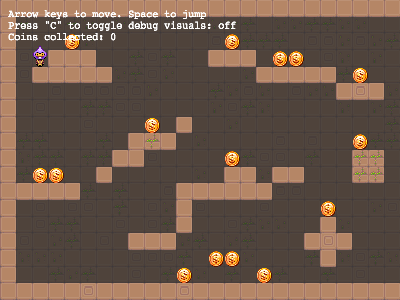 Arrow keys to move. Space to jump
Press "C" to toggle debug visuals: off
Coins collected: 0